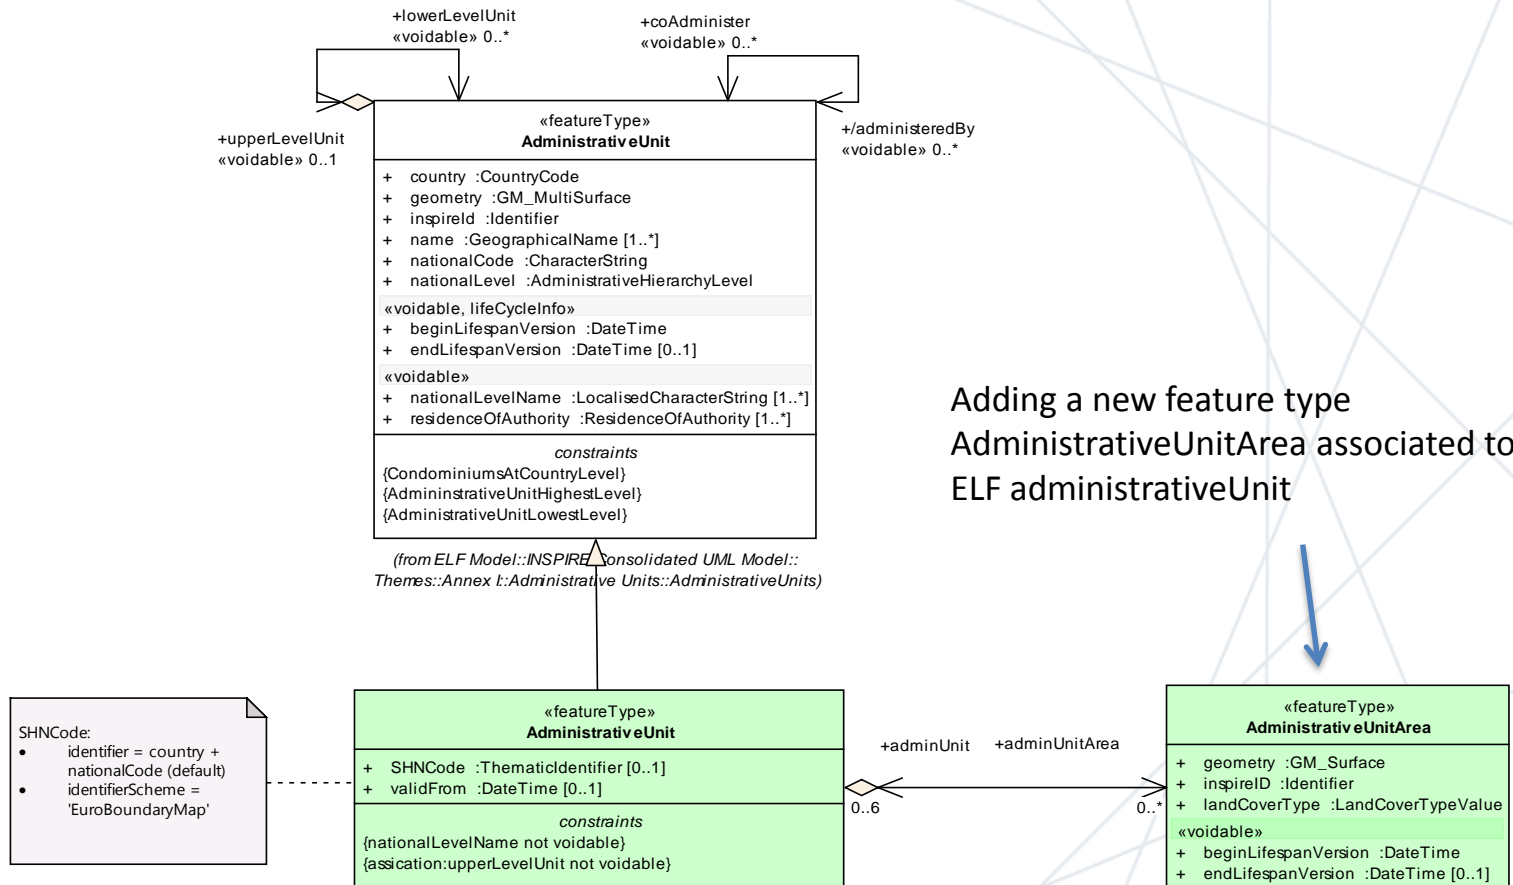 +lowerLevelUnit
«voidable» 0..*
+coAdminister
«voidable» 0..*
+upperLevelUnit
«voidable» 0..1
+/administeredBy
«voidable» 0..*
«featureType»
AdministrativeUnit
+ country :CountryCode
+ geometry :GM_MultiSurface
+ inspireId :Identifier
+ name :GeographicalName [1..*]
+ nationalCode :CharacterString
+ nationalLevel :AdministrativeHierarchyLevel
«voidable, lifeCycleInfo»
+ beginLifespanVersion :DateTime
+ endLifespanVersion :DateTime [0..1]
«voidable»
+ nationalLevelName :LocalisedCharacterString [1..*]
+ residenceOfAuthority :ResidenceOfAuthority [1..*]
constraints
{CondominiumsAtCountryLevel}
{AdmininstrativeUnitHighestLevel}
{AdministrativeUnitLowestLevel}
(from ELF Model::INSPIRE Consolidated UML Model::
Themes::Annex I::Administrative Units::AdministrativeUnits)
Adding a new feature type
AdministrativeUnitArea associated to
ELF administrativeUnit
SHNCode:
• identifier = country +
nationalCode (default)
• identifierScheme =
'EuroBoundaryMap'
«featureType»
AdministrativeUnit
+ SHNCode :ThematicIdentifier [0..1]
+ validFrom :DateTime [0..1]
constraints
{nationalLevelName not voidable}
{assication:upperLevelUnit not voidable}
+adminUnit +adminUnitArea
0..6 0..*
«featureType»
AdministrativeUnitArea
+ geometry :GM_Surface
+ inspireID :Identifier
+ landCoverType :LandCoverTypeValue
«voidable»
+ beginLifespanVersion :DateTime
+ endLifespanVersion :DateTime [0..1]